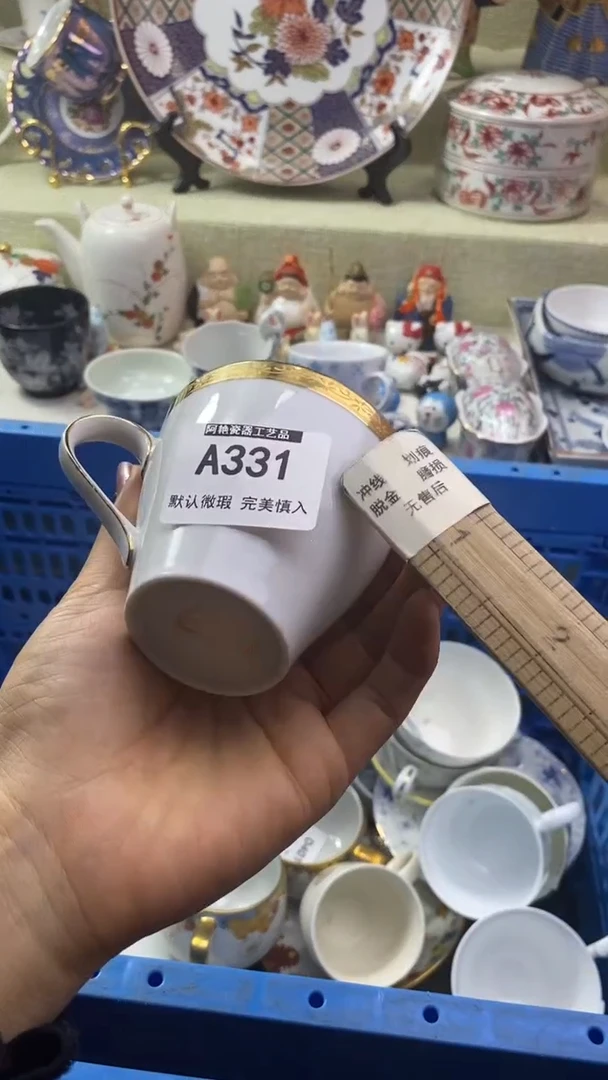 阿艳瓷器工艺品
A331
默认微瑕 完美慎入
冲线 划痕
脱金 磕损
无售后